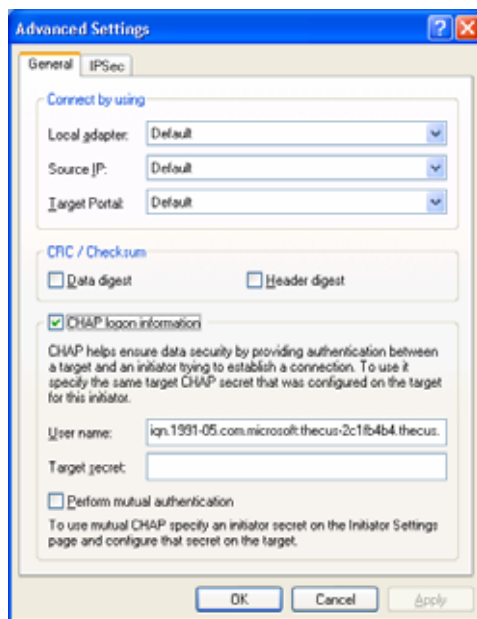 Advanced Settings
General IPSec
Connect by using
Local adapter: Default
Source IP: Default
Target Portal: Default
CRC / Checksum
Data digest Header digest
CHAP logon information
CHAP helps ensure data security by providing authentication between
a target and an initiator trying to establish a connection. To use it
specify the same target CHAP secret that was configured on the target
for this initiator.
User name: iqn.1991-05.com.microsoft:thecus-2c1fb4b4.thecus.
Target secret:
Perform mutual authentication
To use mutual CHAP specify an initiator secret on the Initiator Settings
page and configure that secret on the target.
OK Cancel Apply